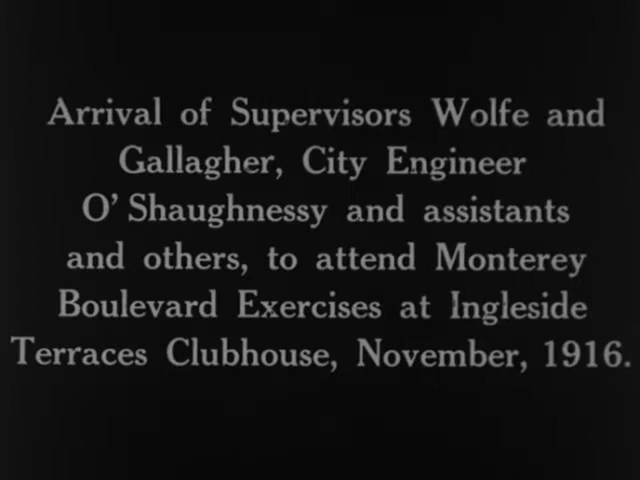 Arrival of Supervisors Wolfe and
Gallagher, City Engineer
O' Shaughnessy and assistants
and others, to attend Monterey
Boulevard Exercises at Ingleside
Terraces Clubhouse, November, 1916.